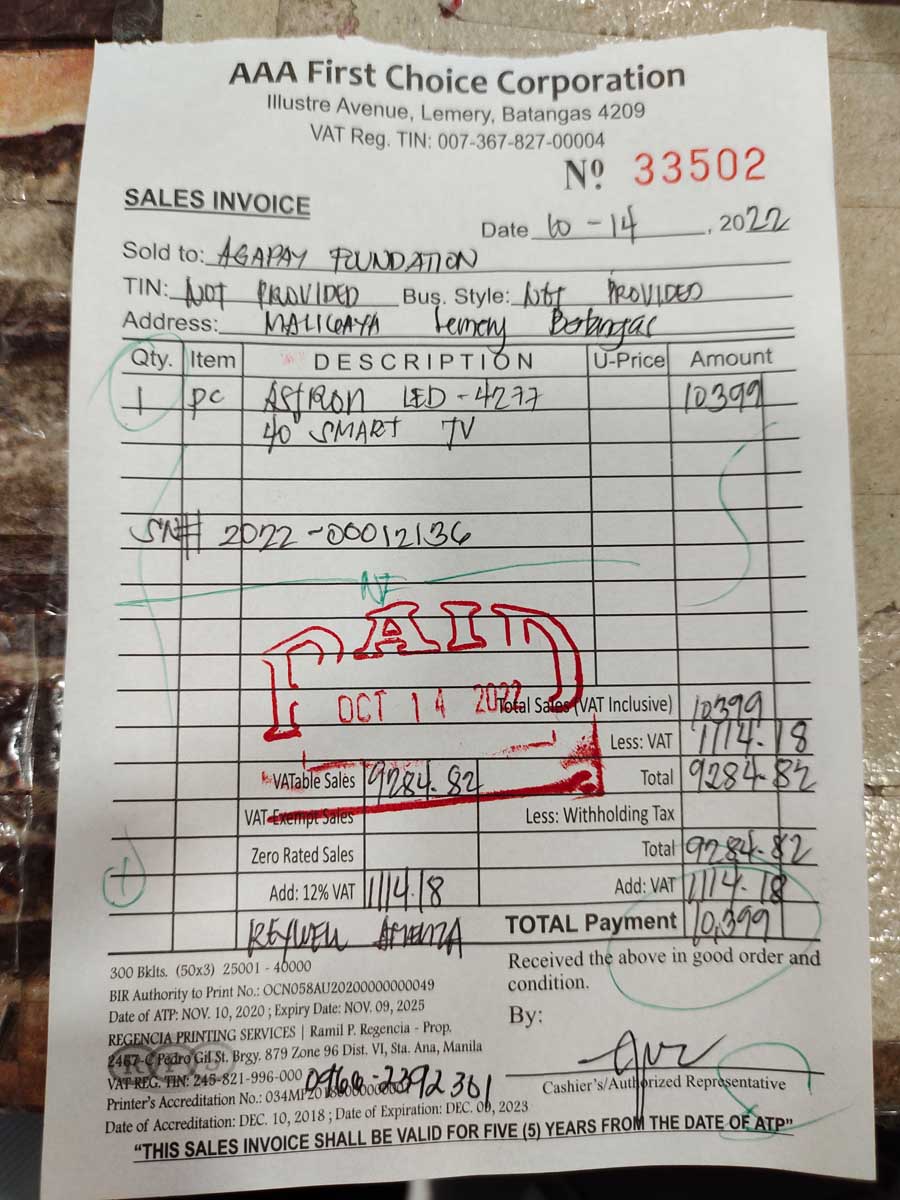 AAA First Choice Corporation
Illustre Avenue, Lemery, Batangas 4209
VAT Reg. TIN: 007-367-827-00004
Nº 33502
SALES INVOICE
Date 10 - 14, 2022
Sold to: AGAPAY FOUNDATION
TIN: NOT PROVIDED Bus. Style: NOT PROVIDED
Address: MALIGAYA Lemery Batangas
Qty. Item DESCRIPTION U-Price Amount
1 pc ASTRON LED - 4277 10399
40" SMART TV
SN# 2022 - 00012136
NF
PAID
OCT 14 2022
Total Sales (VAT Inclusive) 10399
Less: VAT 1114.18
VATable Sales 9284.82 Total 9284.82
VAT-Exempt Sales Less: Withholding Tax
Zero Rated Sales Total 9284.82
Add: 12% VAT 1114.18 Add: VAT 1114.18
TOTAL Payment 10,399
300 Bklts. (50x3) 25001 - 40000
Received the above in good order and
condition.
BIR Authority to Print No.: OCN058AU20200000000049
Date of ATP: NOV. 10, 2020 ; Expiry Date: NOV. 09, 2025
By:
REGENCIA PRINTING SERVICES | Ramil P. Regencia - Prop.
2467-C Pedro Gil St. Brgy. 879 Zone 96 Dist. VI, Sta. Ana, Manila
VAT REG. TIN: 245-821-996-000 0966-2392361
Cashier's/Authorized Representative
Printer's Accreditation No.:
Date of Accreditation: DEC. 10, 2018 ; Date of Expiration: DEC. 09, 2023
"THIS SALES INVOICE SHALL BE VALID FOR FIVE (5) YEARS FROM THE DATE OF ATP"